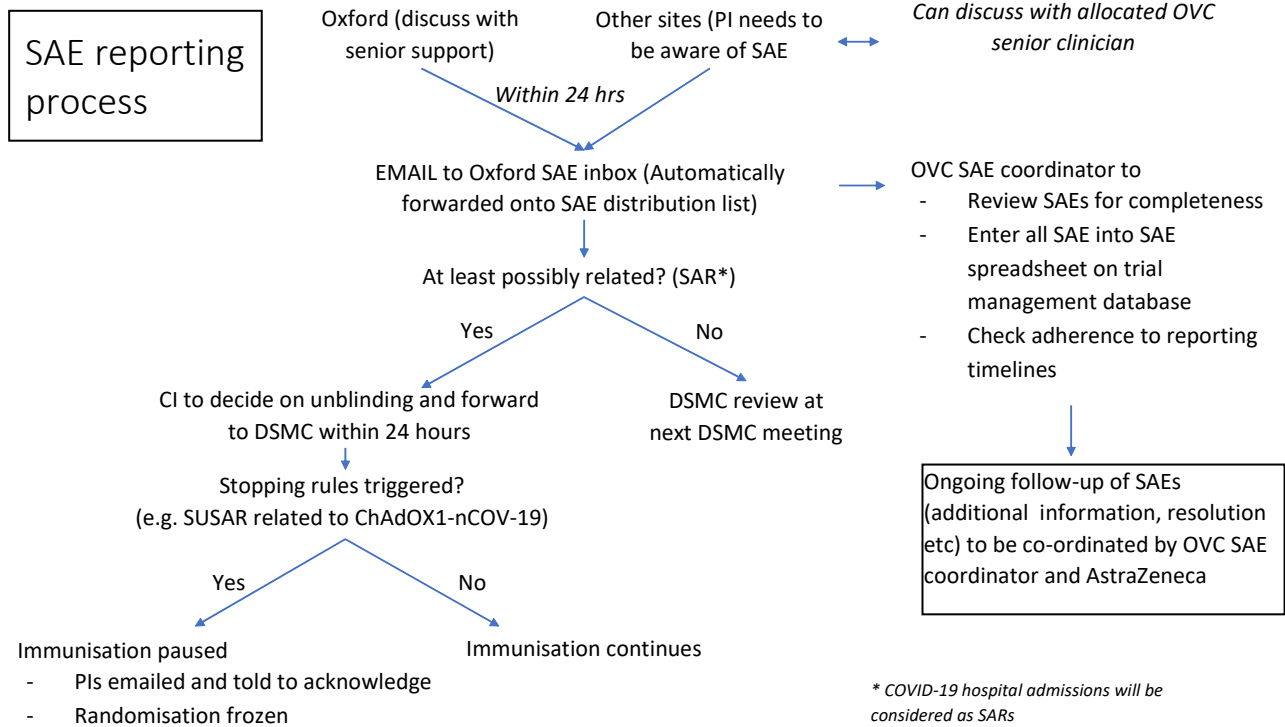 SAE reporting
process
Oxford (discuss with
senior support)
Other sites (PI needs to
be aware of SAE
Can discuss with allocated OVC
senior clinician
Within 24 hrs
EMAIL to Oxford SAE inbox (Automatically
forwarded onto SAE distribution list)
OVC SAE coordinator to
- Review SAEs for completeness
- Enter all SAE into SAE
spreadsheet on trial
management database
- Check adherence to reporting
timelines
At least possibly related? (SAR*)
Yes
No
CI to decide on unblinding and forward
to DSMC within 24 hours
DSMC review at
next DSMC meeting
Stopping rules triggered?
(e.g. SUSAR related to ChAdOX1-nCOV-19)
Ongoing follow-up of SAEs
(additional information, resolution
etc) to be co-ordinated by OVC SAE
coordinator and AstraZeneca
Yes
No
Immunisation paused
- PIs emailed and told to acknowledge
- Randomisation frozen
Immunisation continues
* COVID-19 hospital admissions will be
considered as SARs